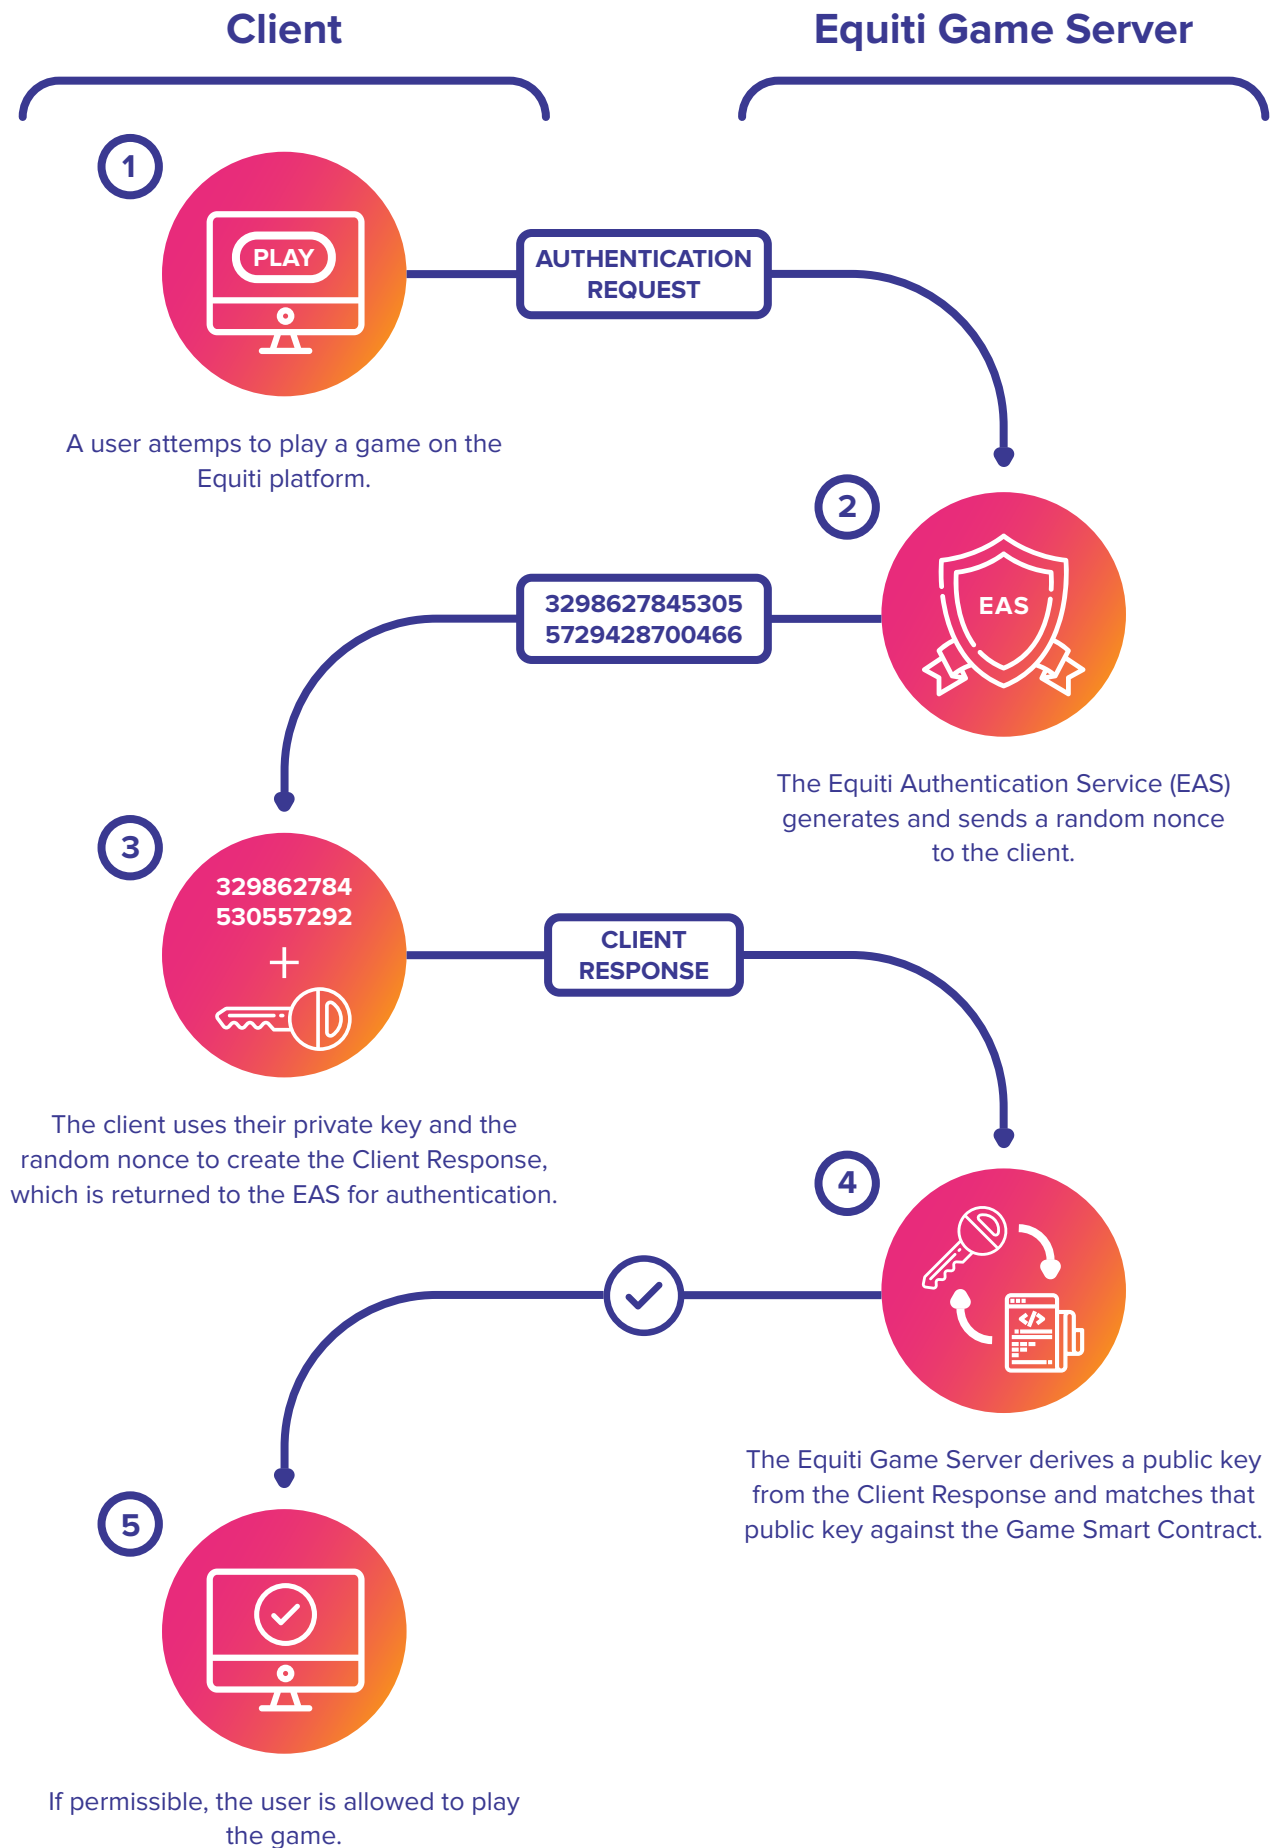 Client
Equiti Game Server
1
PLAY
AUTHENTICATION
REQUEST
A user attemps to play a game on the
Equiti platform.
2
EAS
3298627845305
5729428700466
The Equiti Authentication Service (EAS)
generates and sends a random nonce
to the client.
3
329862784
530557292
+
CLIENT
RESPONSE
The client uses their private key and the
random nonce to create the Client Response,
which is returned to the EAS for authentication.
4
</>
The Equiti Game Server derives a public key
from the Client Response and matches that
public key against the Game Smart Contract.
5
If permissible, the user is allowed to play
the game.